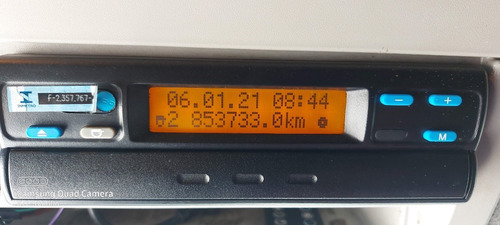 F-2,357,767-
06.01.21 08:44
2 853733.0km
− +
M
Samsung Quad Camera